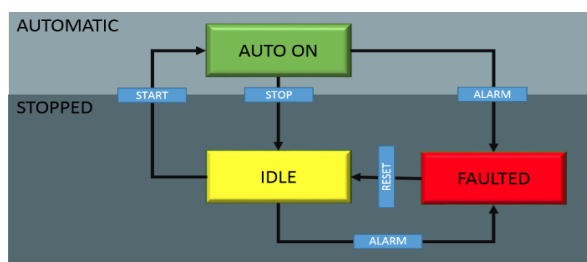 AUTOMATIC
AUTO ON
START
STOP
ALARM
STOPPED
IDLE
RESET
FAULTED
ALARM